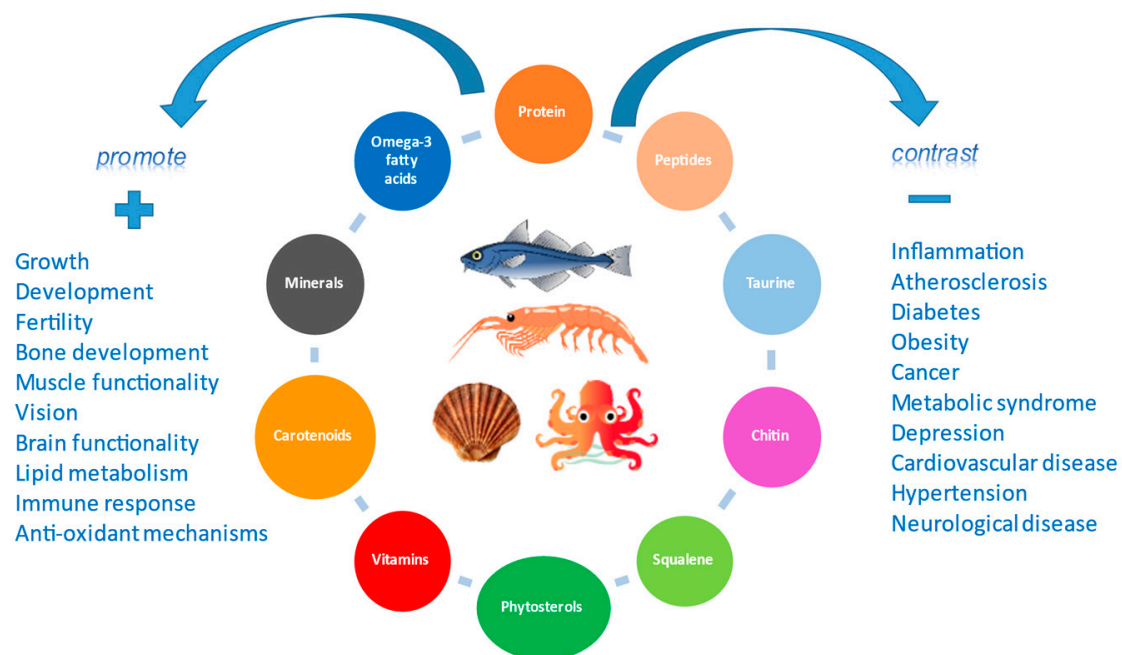 promote
Growth
Development
Fertility
Bone development
Muscle functionality
Vision
Brain functionality
Lipid metabolism
Immune response
Anti-oxidant mechanisms
Protein
Peptides
Taurine
Chitin
Squalene
Phytosterols
Vitamins
Carotenoids
Minerals
Omega-3
fatty
acids
contrast
Inflammation
Atherosclerosis
Diabetes
Obesity
Cancer
Metabolic syndrome
Depression
Cardiovascular disease
Hypertension
Neurological disease